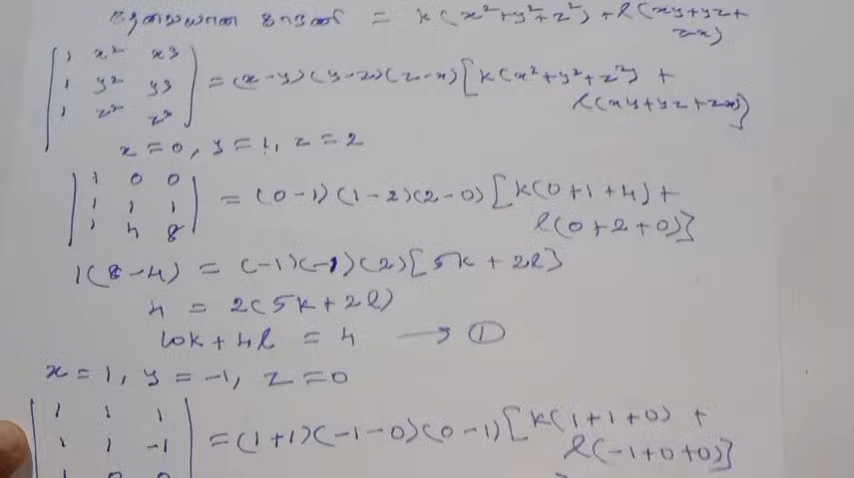 காரணி = k(x²+y²+z²) + l(xy+yz+
zx)
| 1 x² x3 |
| 1 y² y3 | = (x-y)(y-z)(z-x)[k(x²+y²+z²) +
| 1 z² z³ | l(xy+yz+zx)]
x=0, y=1, z=2
| 1 0 0 |
| 1 1 1 | = (0-1)(1-2)(2-0)[k(0+1+4)+
| 1 4 8 | l(0+2+0)]
1(8-4) = (-1)(-1)(2)[5k+2l]
4 = 2(5k+2l)
10k+4l = 4 → ①
x=1, y=-1, z=0
| 1 1 1 |
| 1 1 -1 | = (1+1)(-1-0)(0-1)[k(1+1+0) +
| 1 0 0 | l(-1+0+0)]